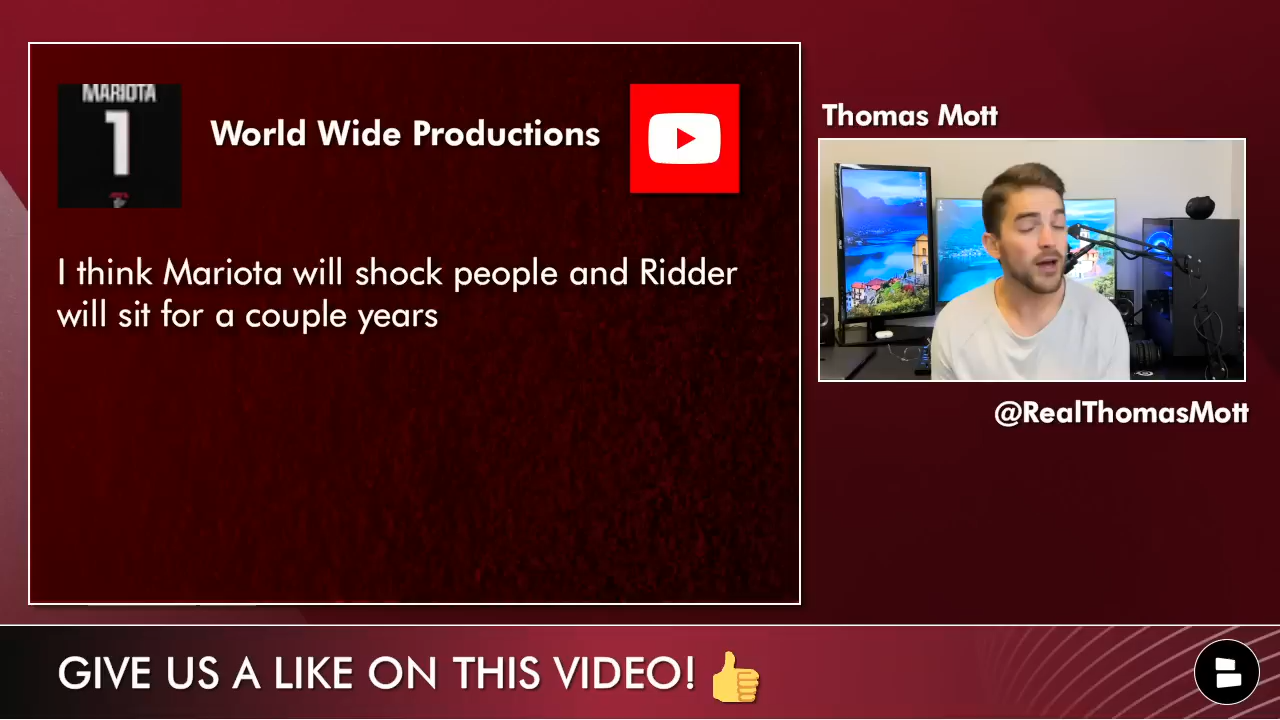 MARIOTA
1
World Wide Productions
Thomas Mott
I think Mariota will shock people and Ridder
will sit for a couple years
@RealThomasMott
GIVE US A LIKE ON THIS VIDEO!